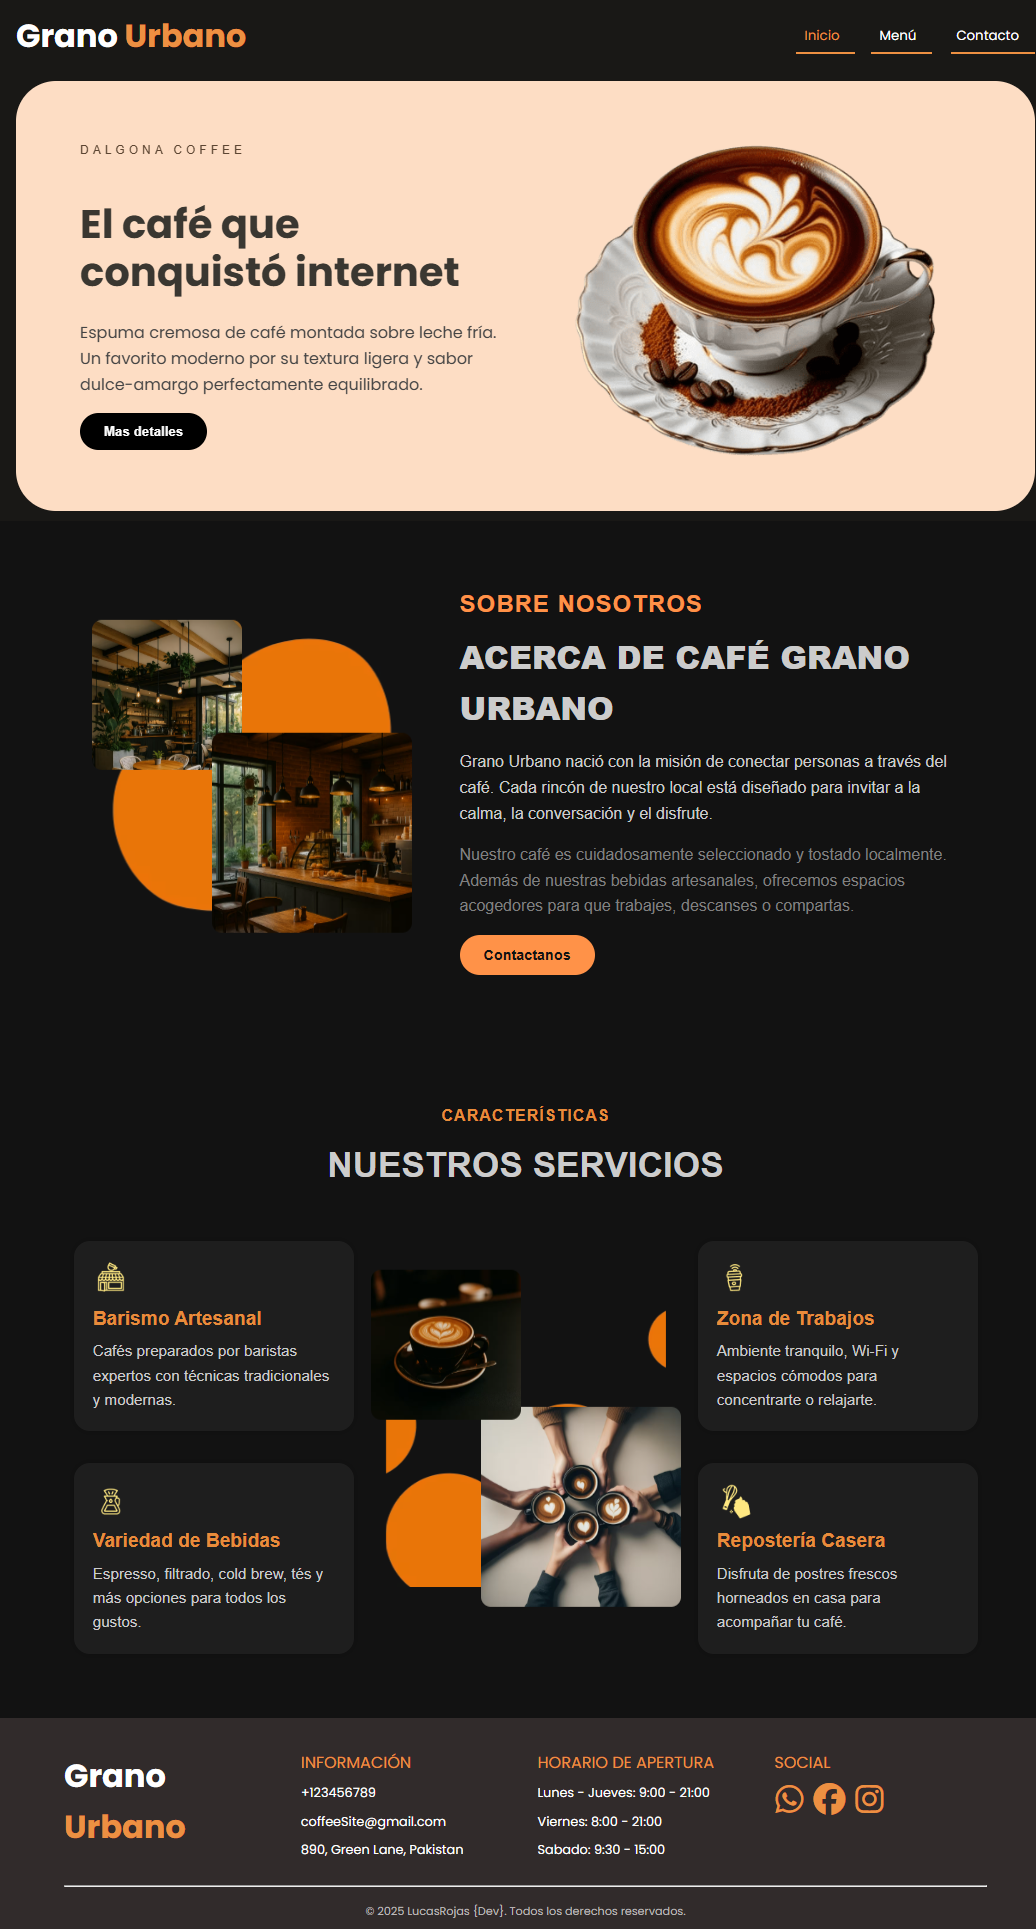 Grano Urbano
Inicio
Menú
Contacto
DALGONA COFFEE
El café que
conquistó internet
Espuma cremosa de café montada sobre leche fría.
Un favorito moderno por su textura ligera y sabor
dulce-amargo perfectamente equilibrado.
Mas detalles
SOBRE NOSOTROS
ACERCA DE CAFÉ GRANO
URBANO
Grano Urbano nació con la misión de conectar personas a través del
café. Cada rincón de nuestro local está diseñado para invitar a la
calma, la conversación y el disfrute.
Nuestro café es cuidadosamente seleccionado y tostado localmente.
Además de nuestras bebidas artesanales, ofrecemos espacios
acogedores para que trabajes, descanses o compartas.
Contactanos
CARACTERÍSTICAS
NUESTROS SERVICIOS
Barismo Artesanal
Cafés preparados por baristas
expertos con técnicas tradicionales
y modernas.
Zona de Trabajos
Ambiente tranquilo, Wi-Fi y
espacios cómodos para
concentrarte o relajarte.
Variedad de Bebidas
Espresso, filtrado, cold brew, tés y
más opciones para todos los
gustos.
Repostería Casera
Disfruta de postres frescos
horneados en casa para
acompañar tu café.
Grano
Urbano
INFORMACIÓN
+123456789
coffeeSite@gmail.com
890, Green Lane, Pakistan
HORARIO DE APERTURA
Lunes - Jueves: 9:00 - 21:00
Viernes: 8:00 - 21:00
Sabado: 9:30 - 15:00
SOCIAL
© 2025 LucasRojas {Dev}. Todos los derechos reservados.